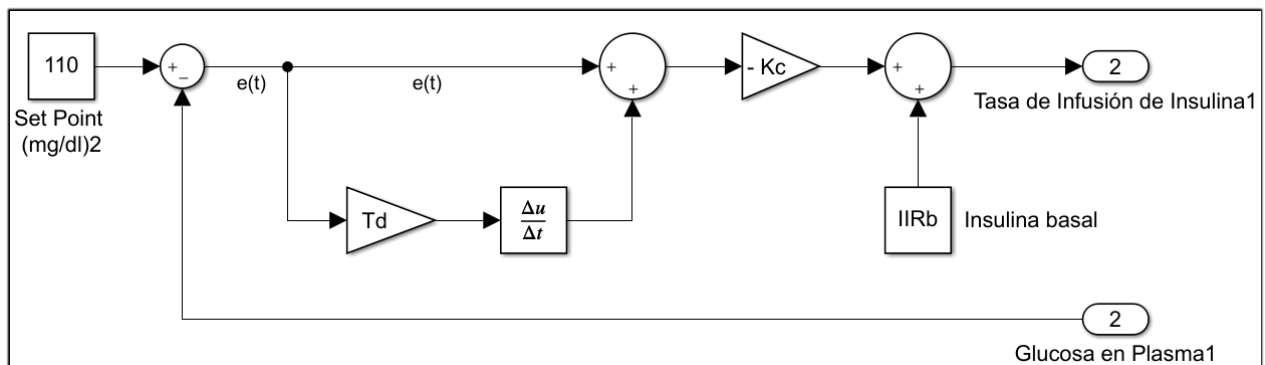 110
Set Point
(mg/dl)2
+
−
e(t)
e(t)
+
+
- Kc
+
+
2
Tasa de Infusión de Insulina1
Td
Δu
Δt
IIRb
Insulina basal
2
Glucosa en Plasma1